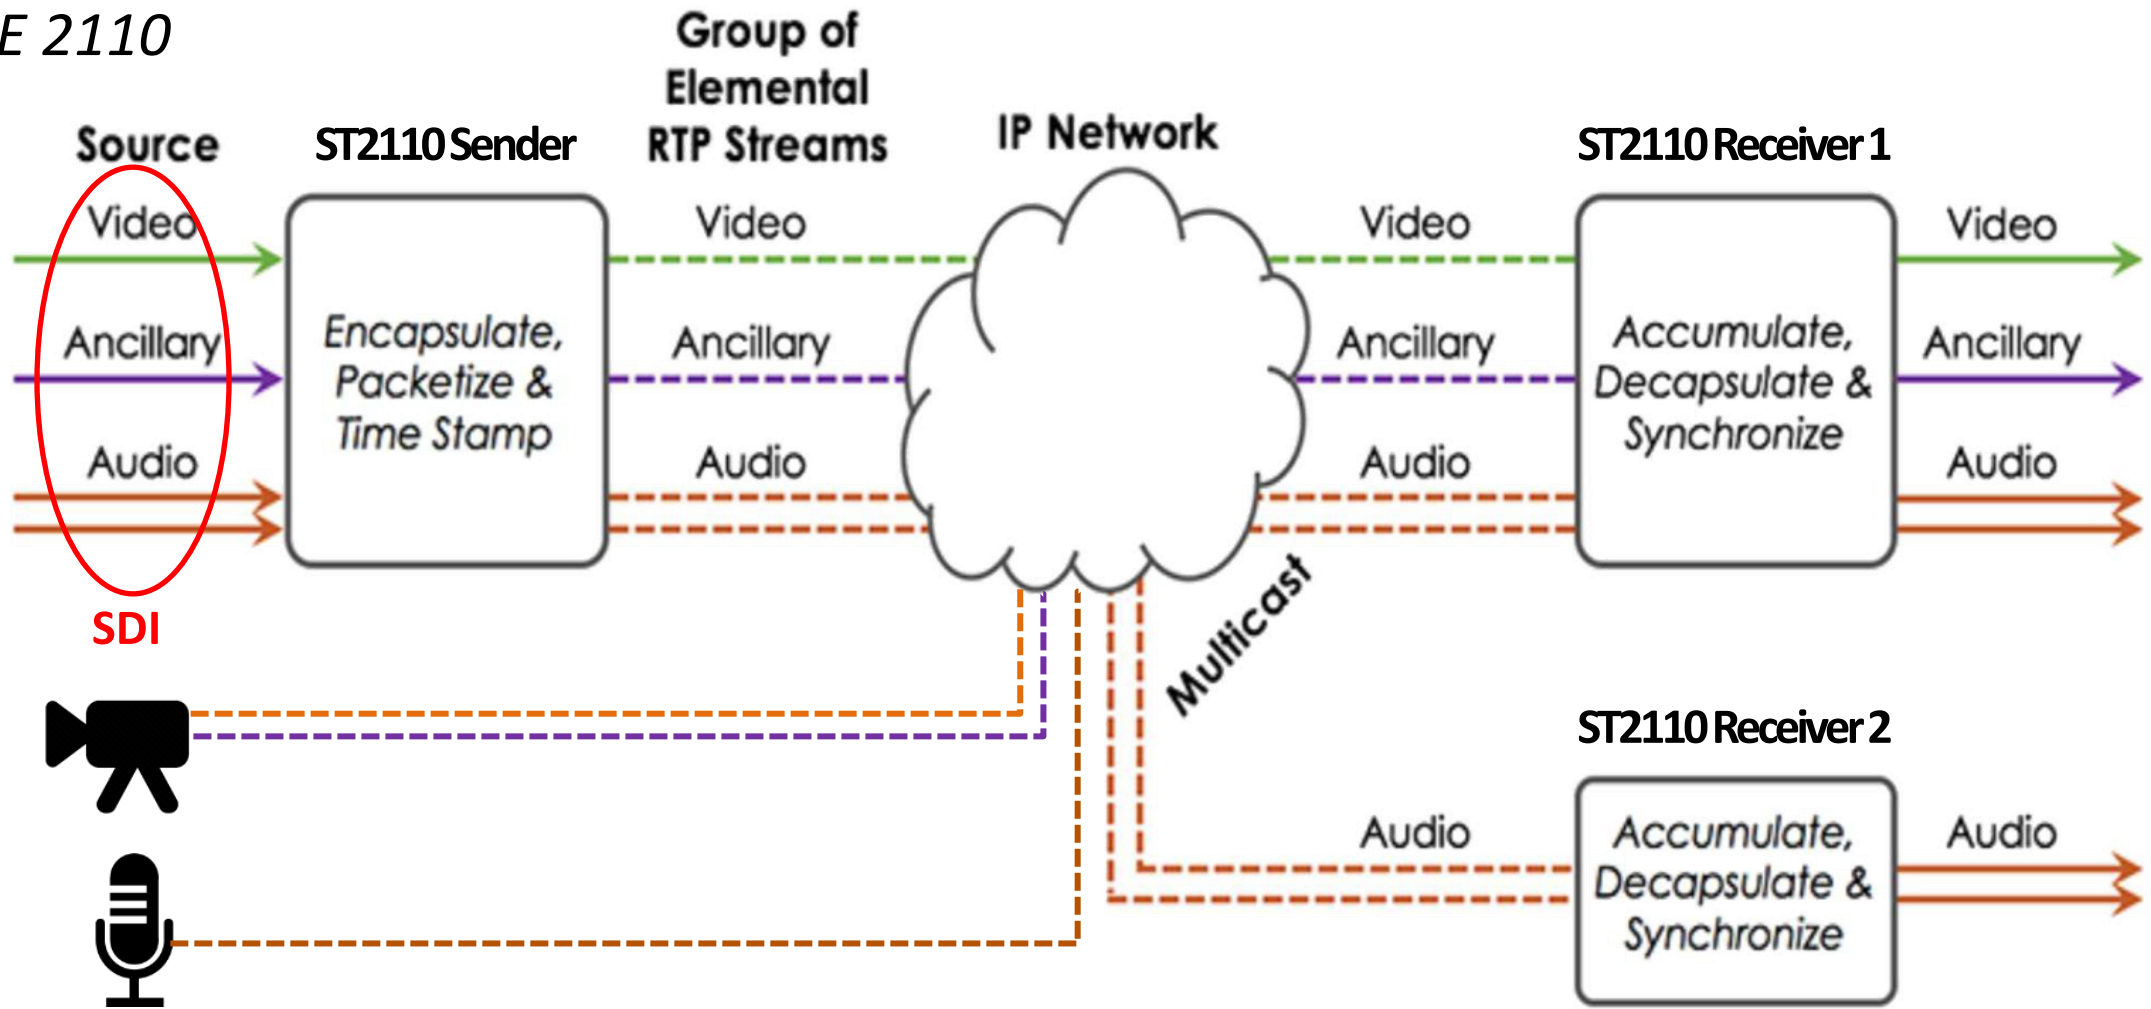 E 2110
Group of
Elemental
RTP Streams
Source
ST2110 Sender
IP Network
ST2110 Receiver 1
Video
Video
Video
Video
Ancillary
Ancillary
Ancillary
Ancillary
Encapsulate,
Packetize &
Time Stamp
Accumulate,
Decapsulate &
Synchronize
Audio
Audio
Audio
Audio
SDI
Multicast
ST2110 Receiver 2
Audio
Accumulate,
Decapsulate &
Synchronize
Audio